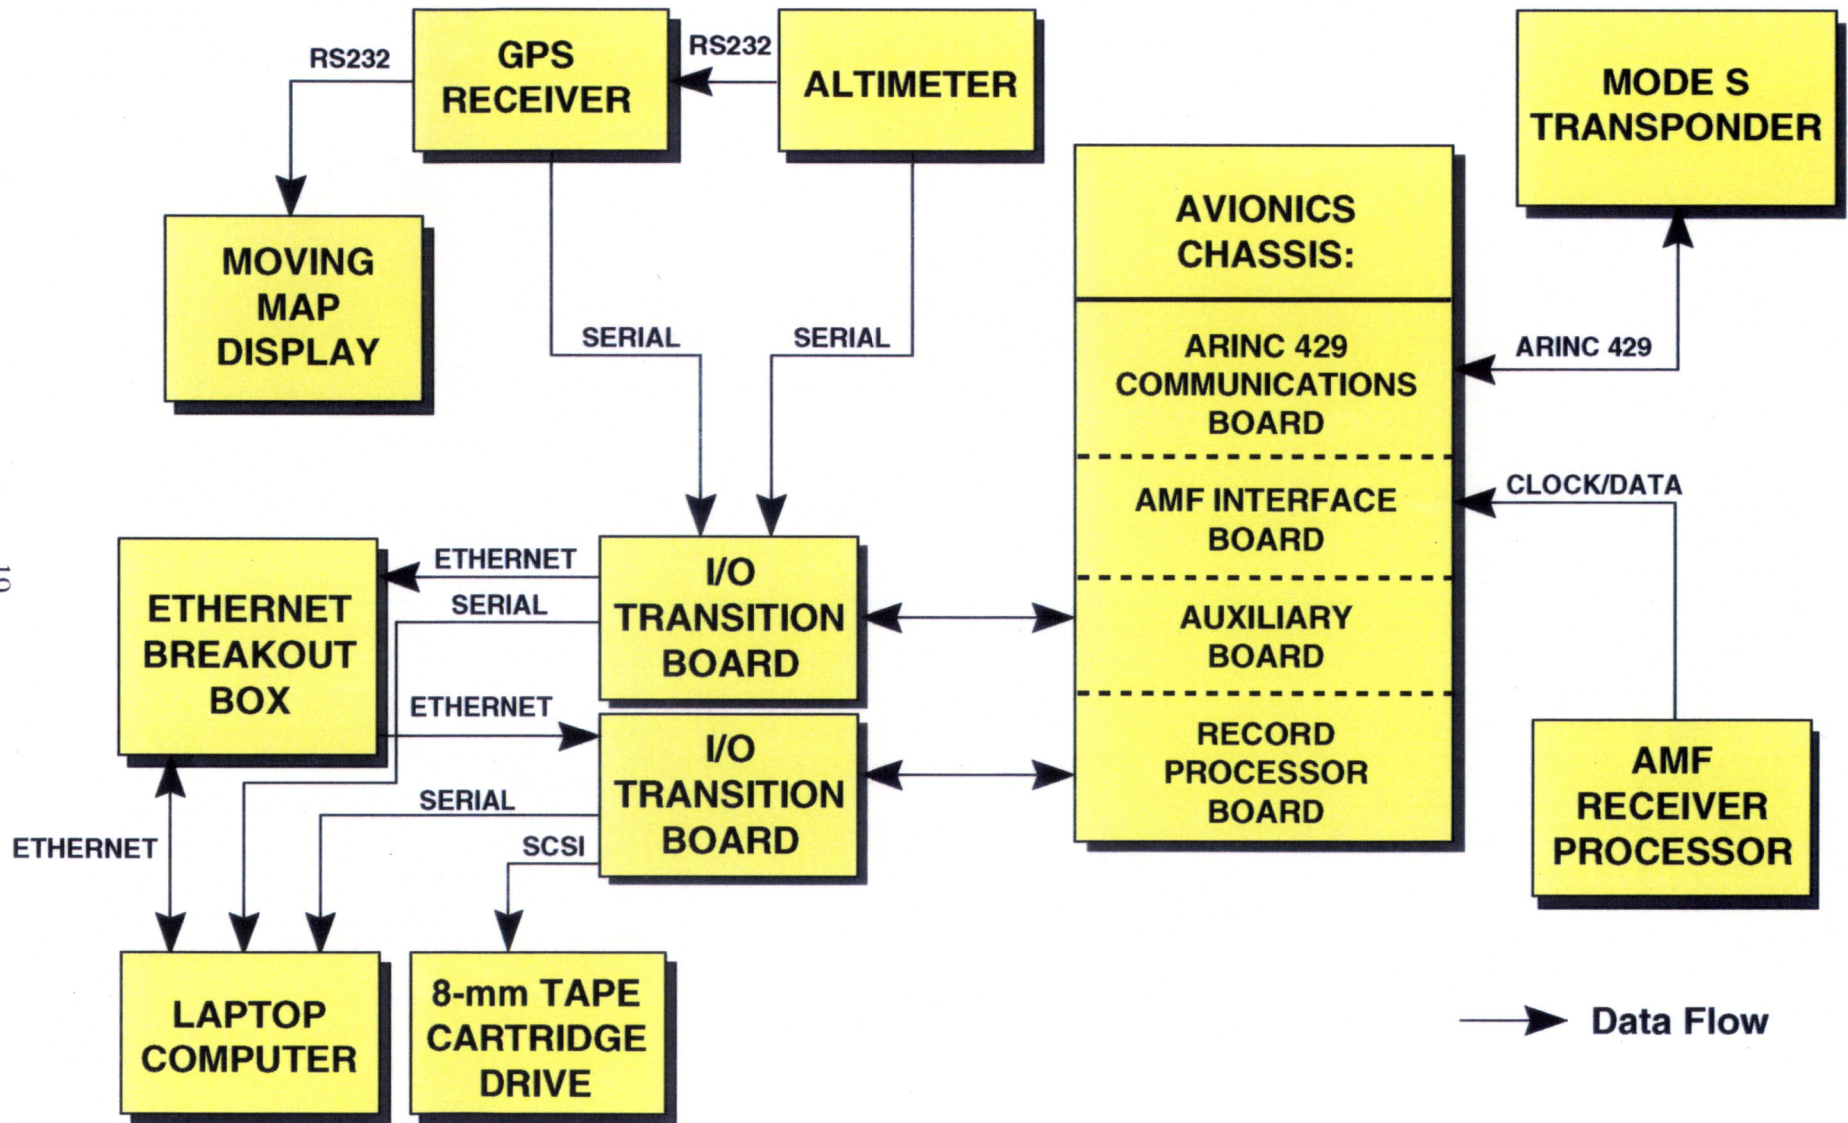 RS232
GPS
RECEIVER
RS232
ALTIMETER
MODE S
TRANSPONDER
MOVING
MAP
DISPLAY
AVIONICS
CHASSIS:
SERIAL
SERIAL
ARINC 429
COMMUNICATIONS
BOARD
ARINC 429
AMF INTERFACE
BOARD
CLOCK/DATA
AUXILIARY
BOARD
RECORD
PROCESSOR
BOARD
ETHERNET
SERIAL
I/O
TRANSITION
BOARD
ETHERNET
BREAKOUT
BOX
ETHERNET
I/O
TRANSITION
BOARD
SERIAL
SCSI
ETHERNET
AMF
RECEIVER
PROCESSOR
LAPTOP
COMPUTER
8-mm TAPE
CARTRIDGE
DRIVE
Data Flow
19